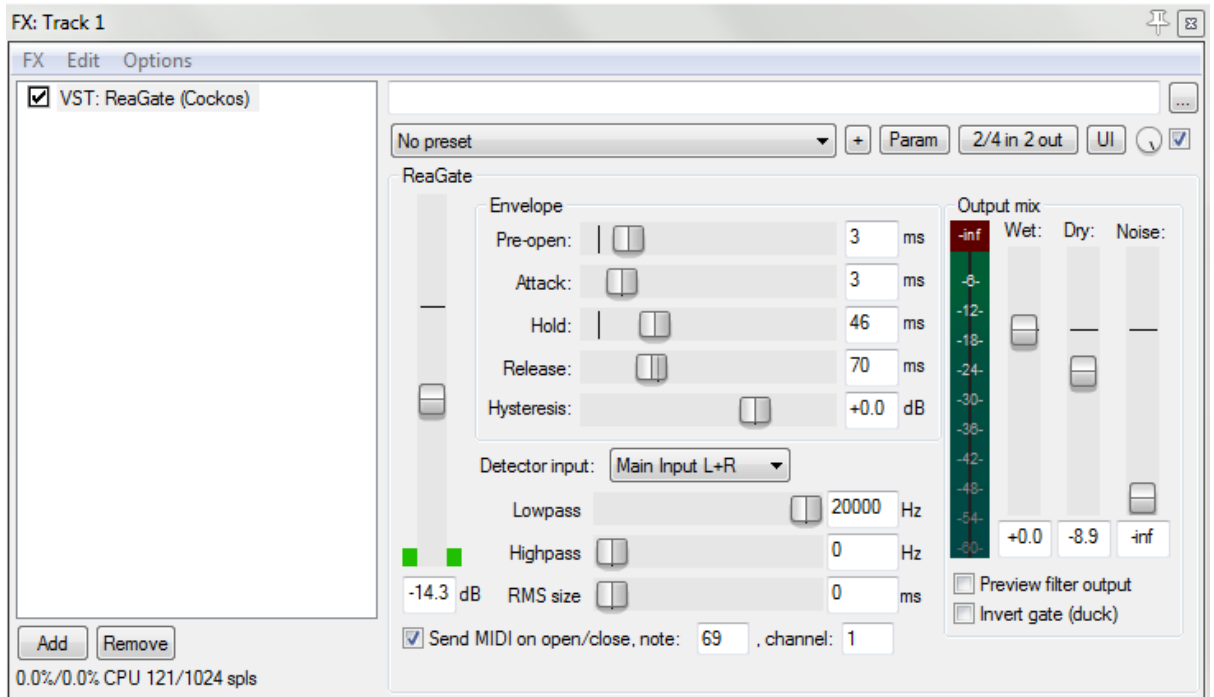 FX: Track 1
FX Edit Options
VST: ReaGate (Cockos)
...
No preset + Param 2/4 in 2 out UI
ReaGate
Envelope
Pre-open: 3 ms
Attack: 3 ms
Hold: 46 ms
Release: 70 ms
Hysteresis: +0.0 dB
Detector input: Main Input L+R
Lowpass 20000 Hz
Highpass 0 Hz
-14.3 dB RMS size 0 ms
Send MIDI on open/close, note: 69 , channel: 1
Output mix
-inf Wet: Dry: Noise:
-6-
-12-
-18-
-24-
-30-
-36-
-42-
-48-
-54-
-60-
+0.0 -8.9 -inf
Preview filter output
Invert gate (duck)
Add Remove
0.0%/0.0% CPU 121/1024 spls